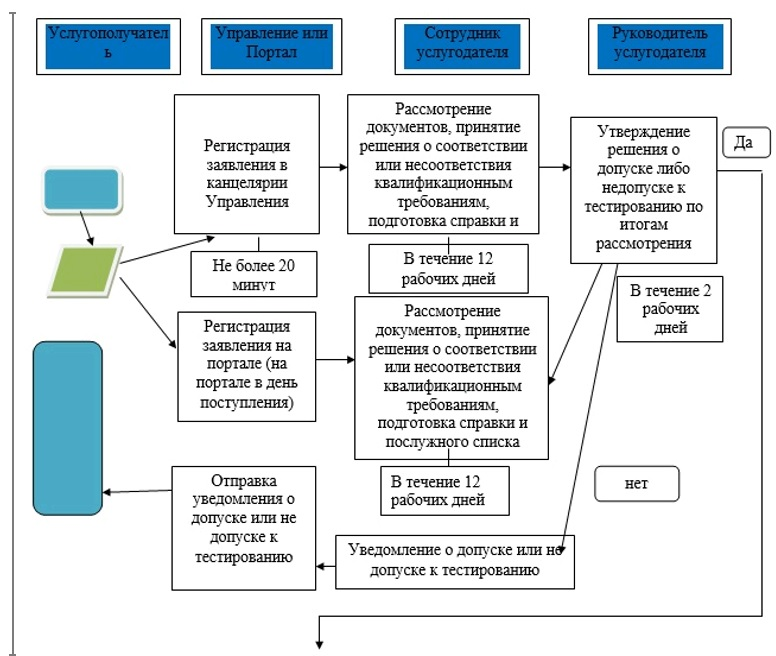 Услугополучател
ь
Управление или
Портал
Сотрудник
услугодателя
Руководитель
услугодателя
Регистрация
заявления в
канцелярии
Управления
Рассмотрение
документов, принятие
решения о соответствии
или несоответствия
квалификационным
требованиям,
подготовка справки и
Утверждение
решения о
допуске либо
недопуске к
тестированию по
итогам
рассмотрения
Да
Не более 20
минут
В течение 12
рабочих дней
В течение 2
рабочих
дней
Регистрация
заявления на
портале (на
портале в день
поступления)
Рассмотрение
документов, принятие
решения о соответствии
или несоответствия
квалификационным
требованиям,
подготовка справки и
послужного списка
В течение 12
рабочих дней
нет
Отправка
уведомления о
допуске или не
допуске к
тестированию
Уведомление о допуске или не
допуске к тестированию